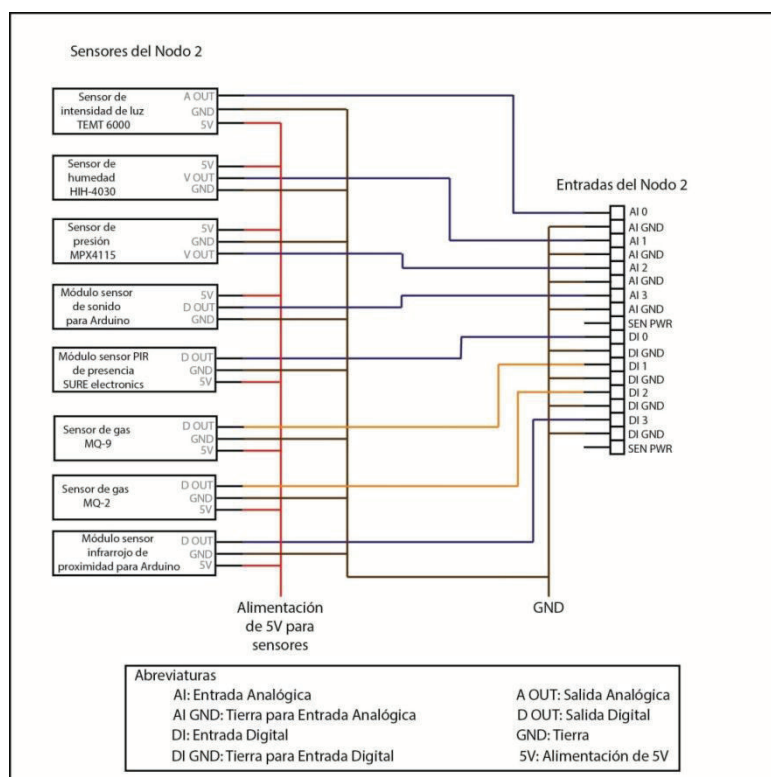 Sensores del Nodo 2
Sensor de
intensidad de luz
TEMT 6000
A OUT
GND
5V
Sensor de
humedad
HIH-4030
5V
V OUT
GND
Sensor de
presión
MPX4115
5V
GND
V OUT
Módulo sensor
de sonido
para Arduino
5V
D OUT
GND
Módulo sensor PIR
de presencia
SURE electronics
D OUT
GND
5V
Sensor de gas
MQ-9
D OUT
GND
5V
Sensor de gas
MQ-2
D OUT
GND
5V
Módulo sensor
infrarrojo de
proximidad para Arduino
D OUT
GND
5V
Entradas del Nodo 2
AI 0
AI GND
AI 1
AI GND
AI 2
AI GND
AI 3
AI GND
SEN PWR
DI 0
DI GND
DI 1
DI GND
DI 2
DI GND
DI 3
DI GND
SEN PWR
Alimentación
de 5V para
sensores
GND
Abreviaturas
AI: Entrada Analógica
AI GND: Tierra para Entrada Analógica
DI: Entrada Digital
DI GND: Tierra para Entrada Digital
A OUT: Salida Analógica
D OUT: Salida Digital
GND: Tierra
5V: Alimentación de 5V